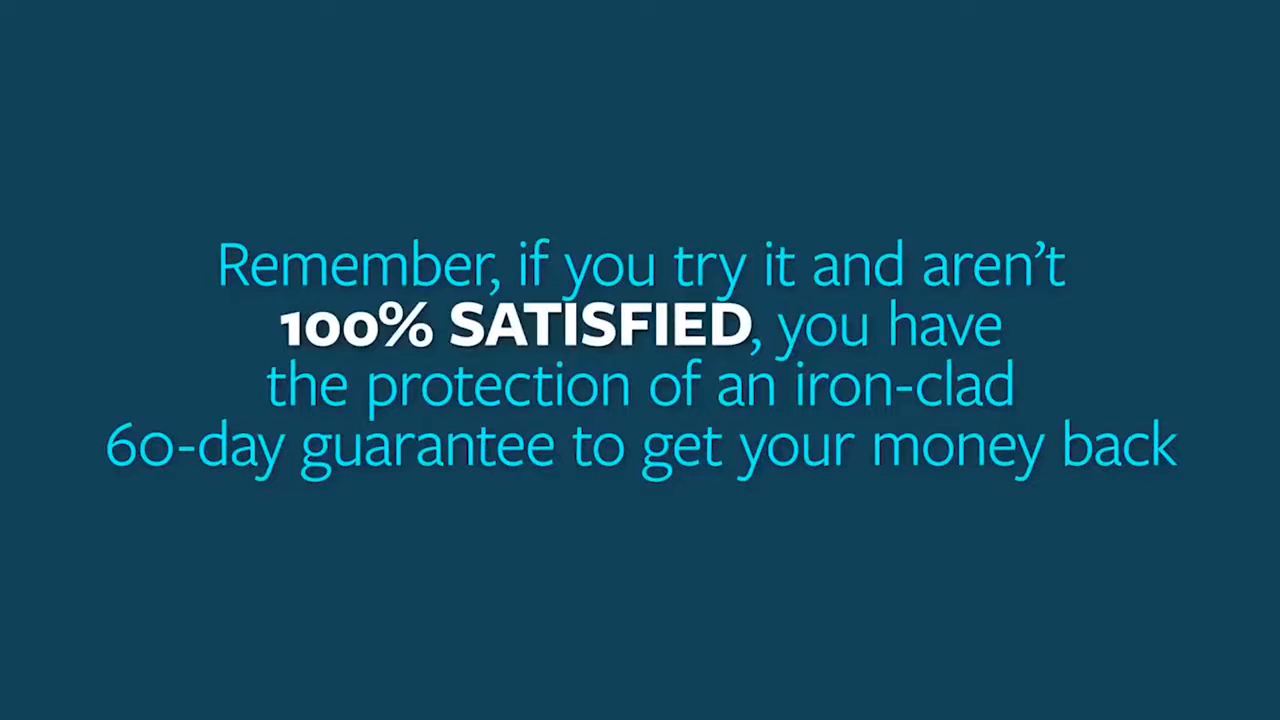 Remember, if you try it and aren’t
100% SATISFIED, you have
the protection of an iron-clad
60-day guarantee to get your money back